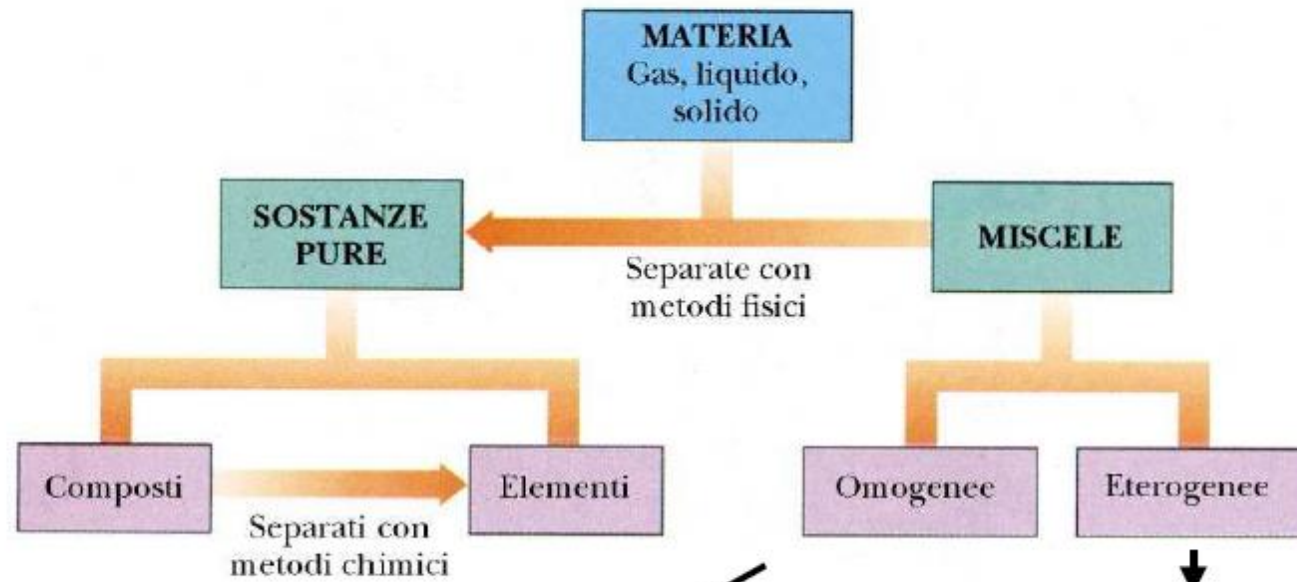 MATERIA
Gas, liquido,
solido
SOSTANZE
PURE
MISCELE
Separate con
metodi fisici
Composti
Elementi
Omogenee
Eterogenee
Separati con
metodi chimici